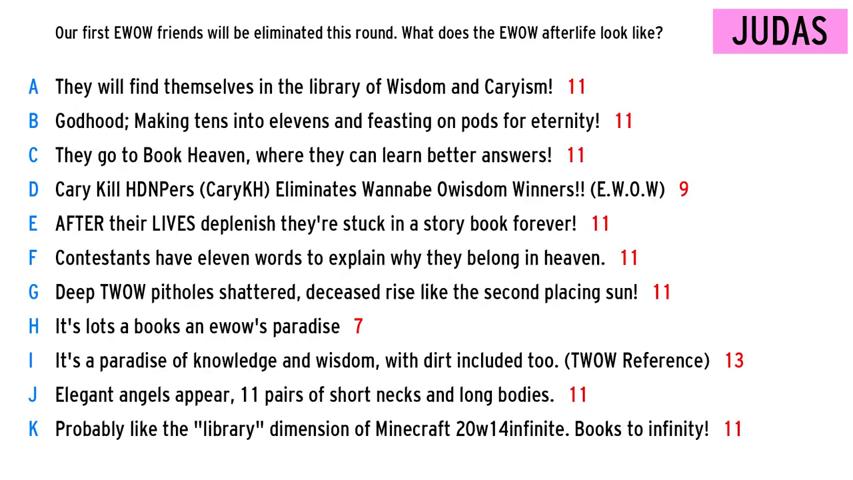 Our first EWOW friends will be eliminated this round. What does the EWOW afterlife look like?
JUDAS
A They will find themselves in the library of Wisdom and Caryism! 11
B Godhood; Making tens into elevens and feasting on pods for eternity! 11
C They go to Book Heaven, where they can learn better answers! 11
D Cary Kill HDNPers (CaryKH) Eliminates Wannabe Owisdom Winners!! (E.W.O.W) 9
E AFTER their LIVES deplenish they're stuck in a story book forever! 11
F Contestants have eleven words to explain why they belong in heaven. 11
G Deep TWOW pitholes shattered, deceased rise like the second placing sun! 11
H It's lots a books an ewow's paradise 7
I It's a paradise of knowledge and wisdom, with dirt included too. (TWOW Reference) 13
J Elegant angels appear, 11 pairs of short necks and long bodies. 11
K Probably like the "library" dimension of Minecraft 20w14infinite. Books to infinity! 11